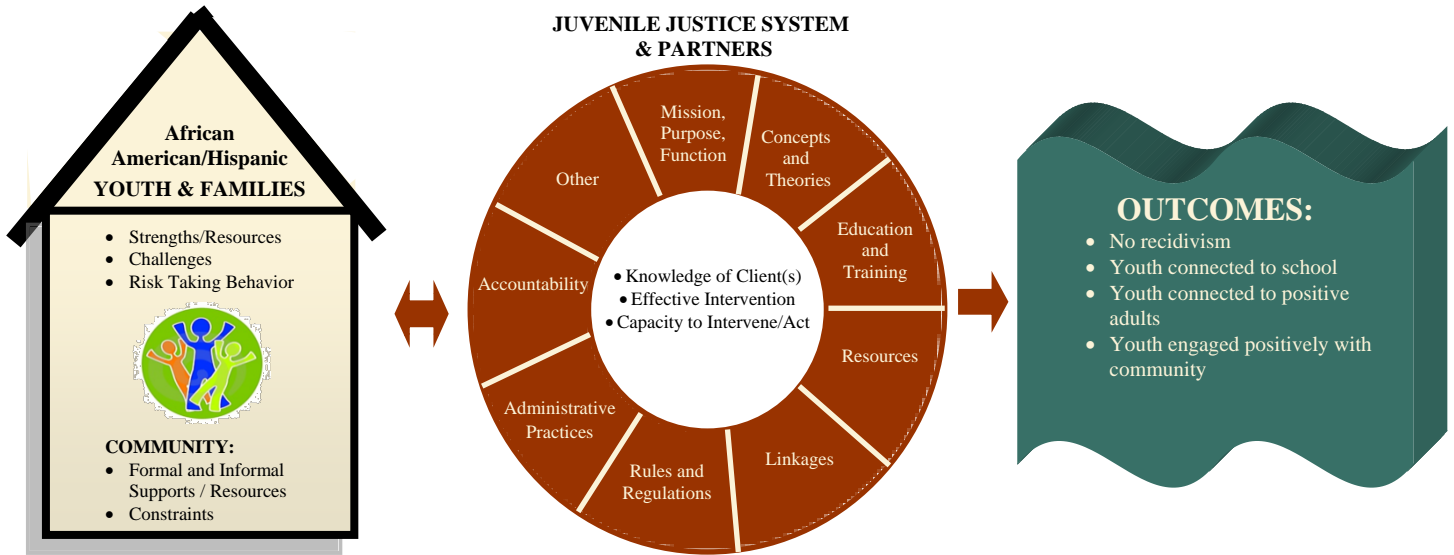 African
American/Hispanic
YOUTH & FAMILIES
• Strengths/Resources
• Challenges
• Risk Taking Behavior
COMMUNITY:
• Formal and Informal
Supports / Resources
• Constraints
JUVENILE JUSTICE SYSTEM
& PARTNERS
Mission,
Purpose,
Function
Concepts
and
Theories
Education
and
Training
Resources
Linkages
Rules and
Regulations
Administrative
Practices
Accountability
Other
• Knowledge of Client(s)
• Effective Intervention
• Capacity to Intervene/Act
OUTCOMES:
• No recidivism
• Youth connected to school
• Youth connected to positive
adults
• Youth engaged positively with
community